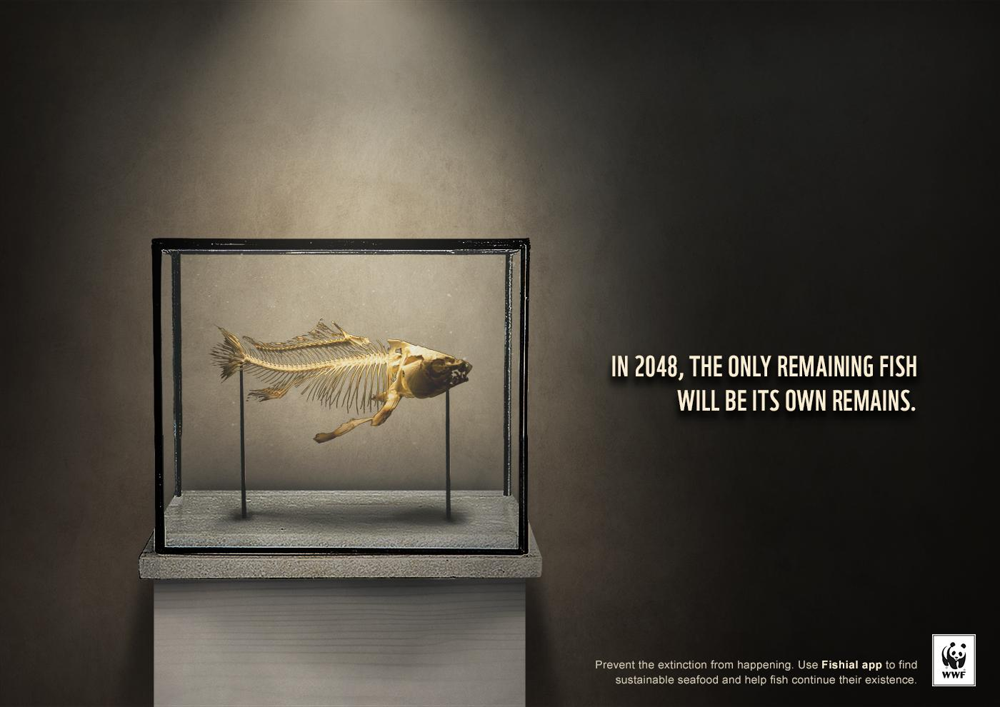 IN 2048, THE ONLY REMAINING FISH
WILL BE ITS OWN REMAINS.
Prevent the extinction from happening. Use Fishial app to find
sustainable seafood and help fish continue their existence.
WWF